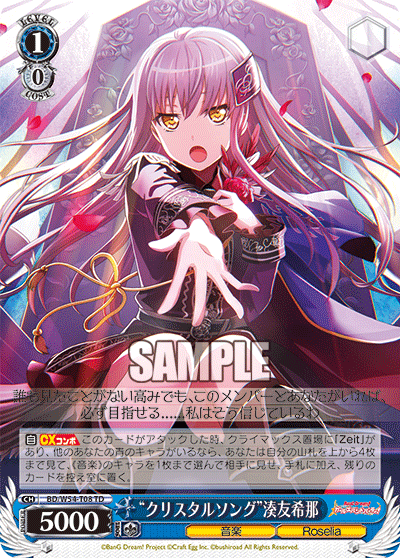 LEVEL
1
0
COST
SAMPLE
誰も見たことがない高みでも、このメンバーとあなたがいれば、
必ず目指せる……私はそう信じているわ
CXコンボ このカードがアタックした時、クライマックス置場に「Zeit」が
あり、他のあなたの青のキャラがいるなら、あなたは自分の山札を上から4
枚まで見て、《音楽》のキャラを1枚まで選んで相手に見せ、手札に加え、残りの
カードを控え室に置く。
CH BD/WS4-T08 TD
5000
“クリスタルソング”湊友希那
音楽
Roselia
©BanG Dream! Project ©Craft Egg Inc. ©bushiroad All Rights Reserved.